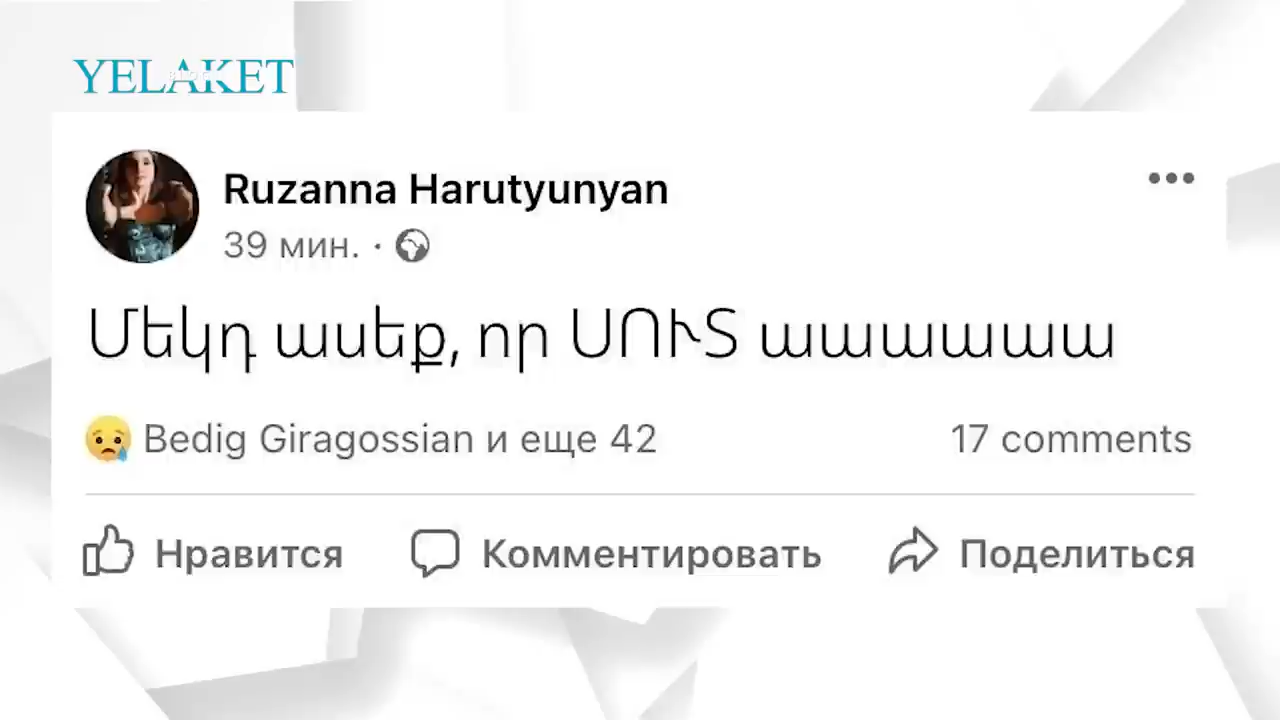 YELAKET
BLOG
Ruzanna Harutyunyan
39 мин. ·
Մեկդ ասեք, որ ՍՈՒՏ աաաաաա
Bedig Giragossian и еще 42
17 comments
Нравится
Комментировать
Поделиться